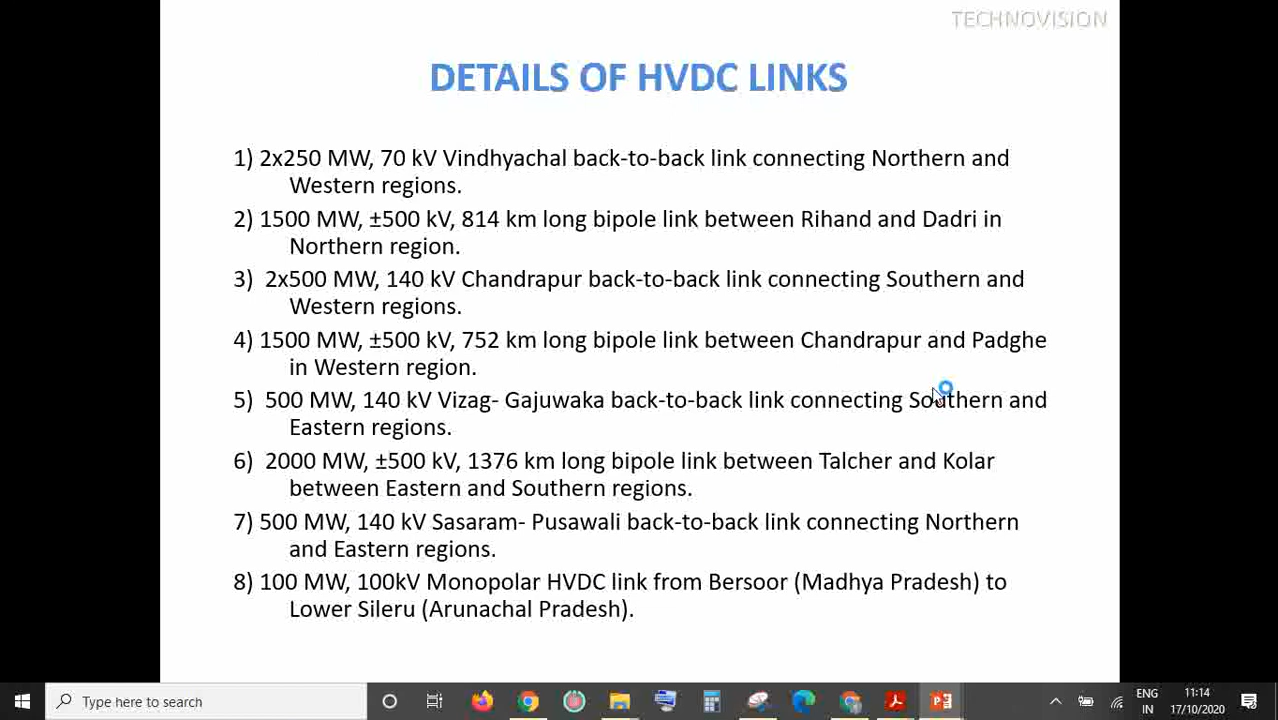 TECHNOVISION
DETAILS OF HVDC LINKS
1) 2x250 MW, 70 kV Vindhyachal back-to-back link connecting Northern and
Western regions.
2) 1500 MW, ±500 kV, 814 km long bipole link between Rihand and Dadri in
Northern region.
3) 2x500 MW, 140 kV Chandrapur back-to-back link connecting Southern and
Western regions.
4) 1500 MW, ±500 kV, 752 km long bipole link between Chandrapur and Padghe
in Western region.
5) 500 MW, 140 kV Vizag- Gajuwaka back-to-back link connecting Southern and
Eastern regions.
6) 2000 MW, ±500 kV, 1376 km long bipole link between Talcher and Kolar
between Eastern and Southern regions.
7) 500 MW, 140 kV Sasaram- Pusawali back-to-back link connecting Northern
and Eastern regions.
8) 100 MW, 100kV Monopolar HVDC link from Bersoor (Madhya Pradesh) to
Lower Sileru (Arunachal Pradesh).
Type here to search
ENG
IN
11:14
17/10/2020